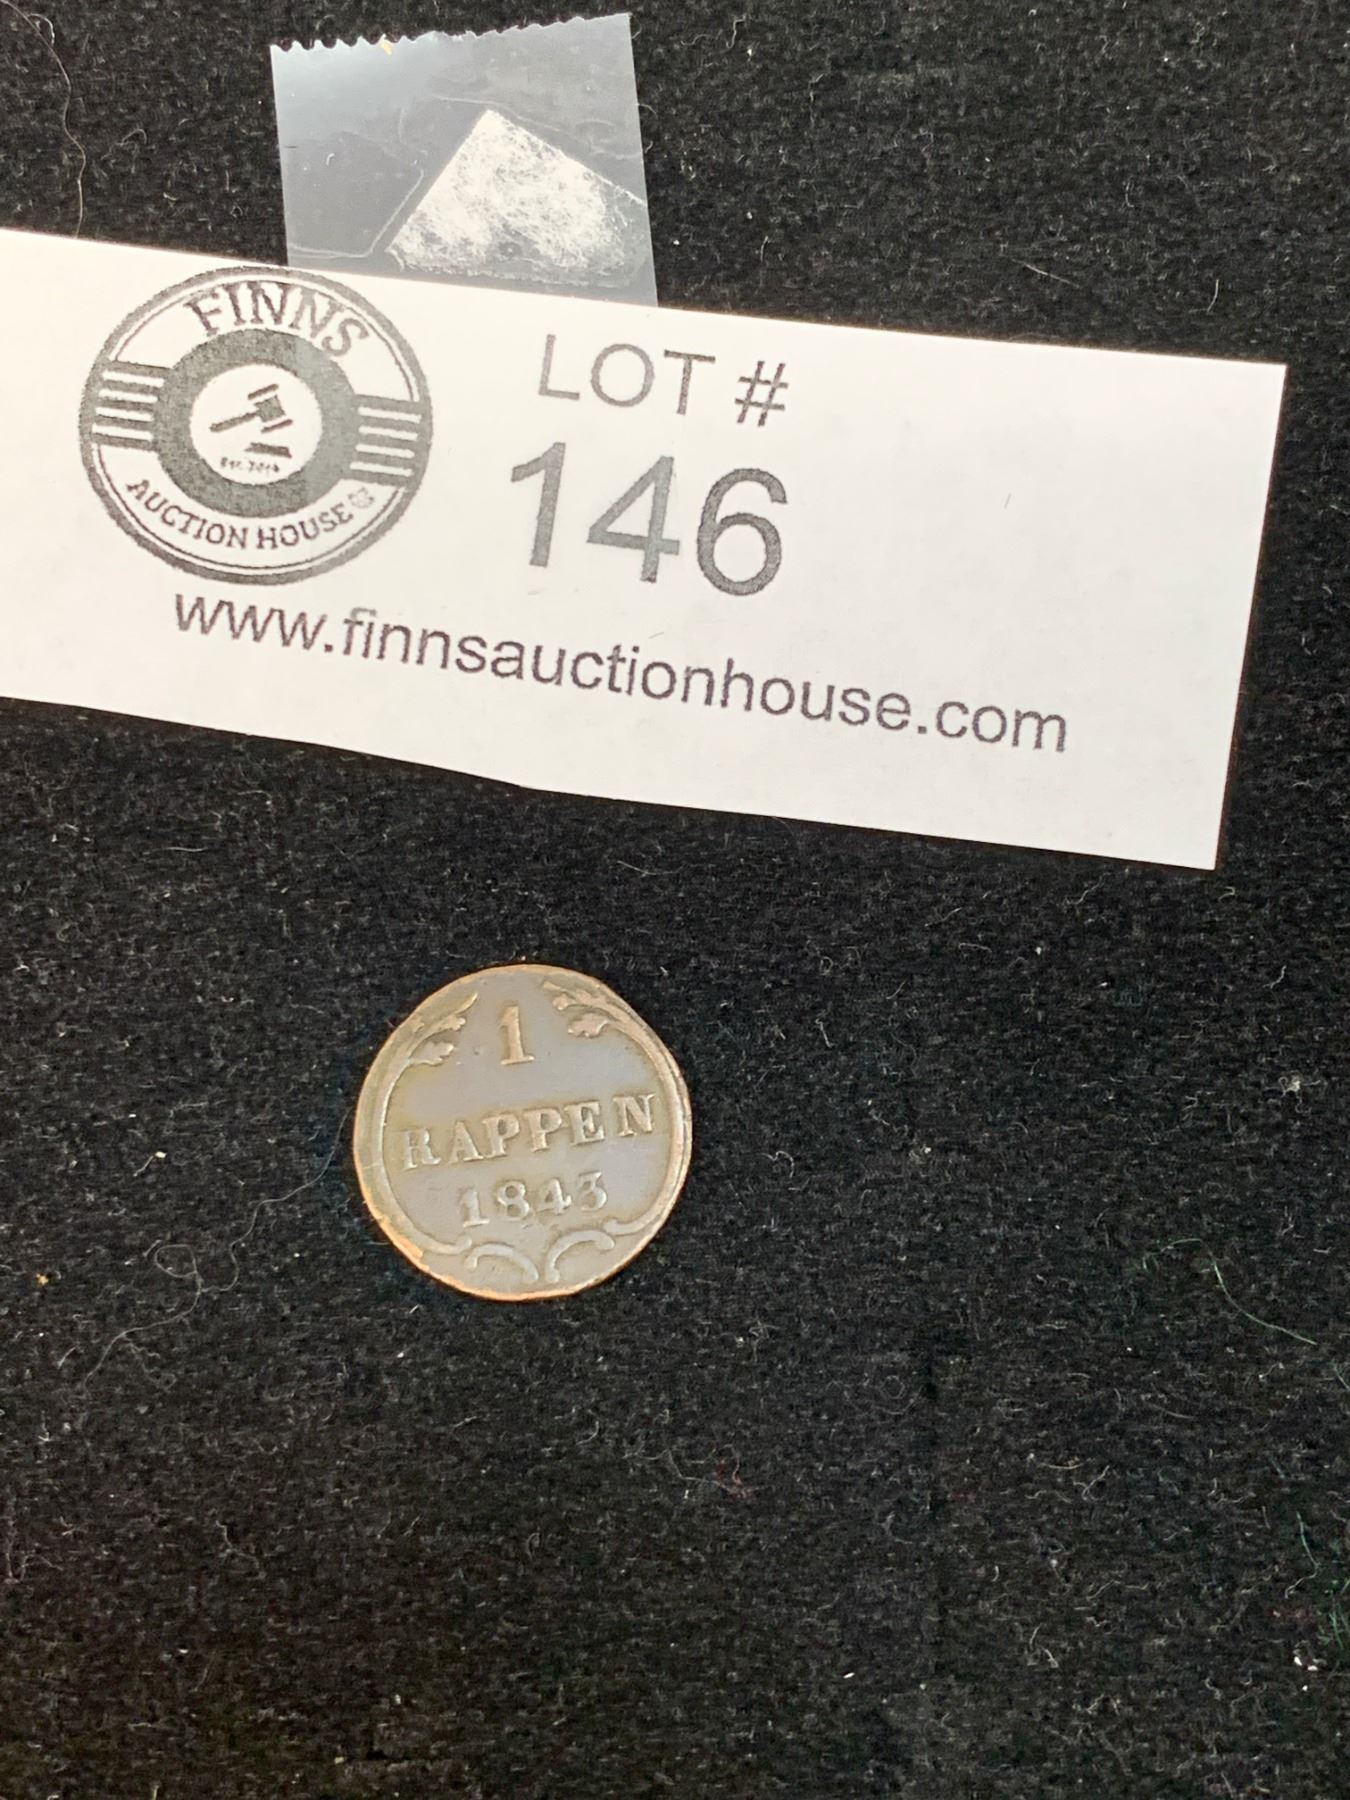 FINNS
EST. 2014
AUCTION HOUSE
LOT #
146
www.finnsauctionhouse.com
1
RAPPEN
1843